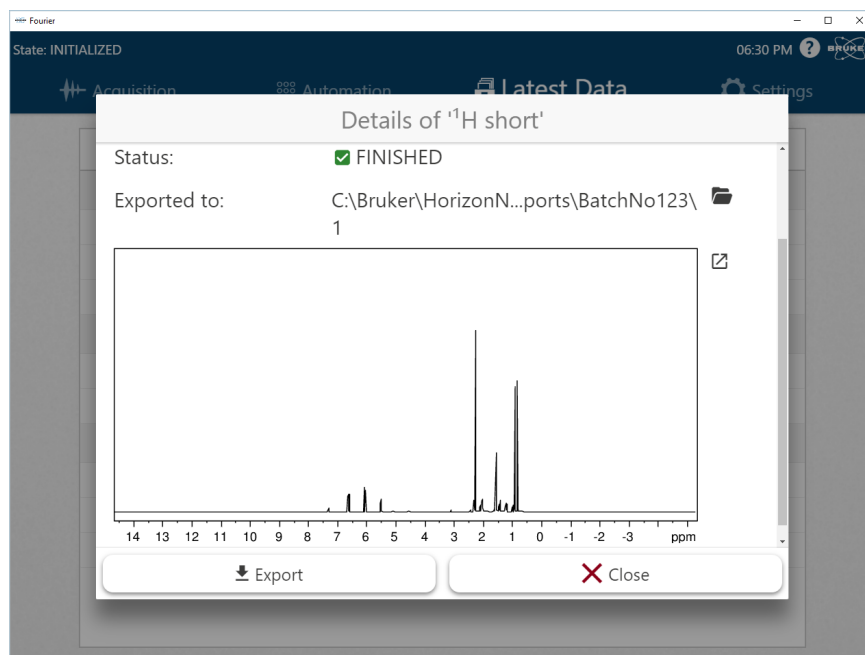 Fourier
State: INITIALIZED
06:30 PM ? BRUKER
Acquisition Automation Latest Data Settings
Details of '¹H short'
Status: FINISHED
Exported to: C:\Bruker\HorizonN...ports\BatchNo123\
1
14 13 12 11 10 9 8 7 6 5 4 3 2 1 0 -1 -2 -3 ppm
Export Close